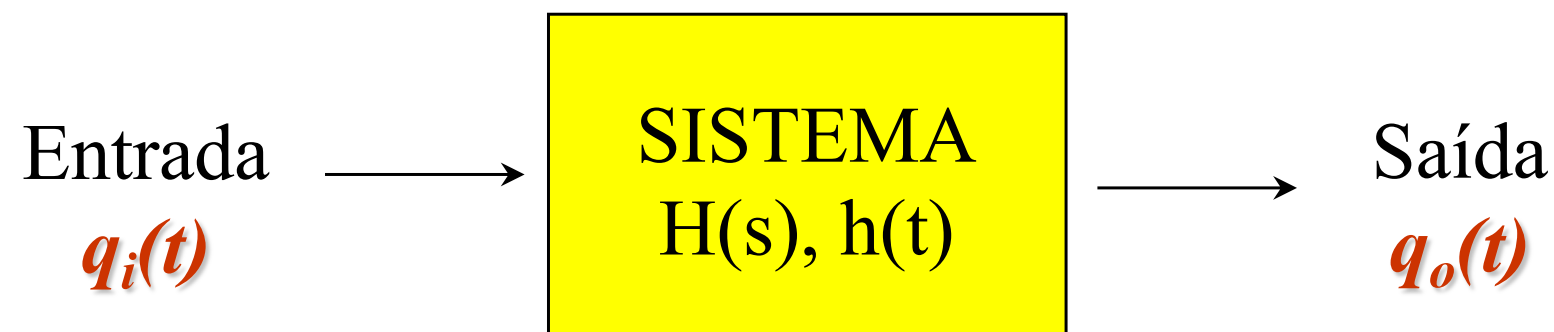 Entrada
qi(t)
SISTEMA
H(s), h(t)
Saída
qo(t)